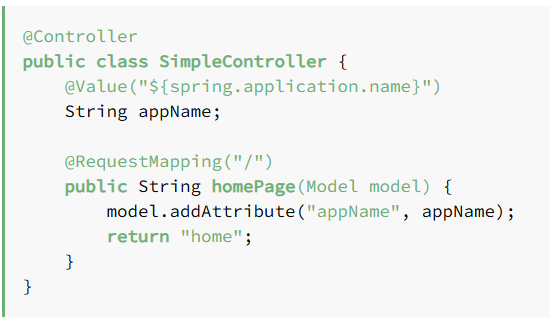 @Controller
public class SimpleController {
    @Value("${spring.application.name}")
    String appName;

    @RequestMapping("/")
    public String homePage(Model model) {
        model.addAttribute("appName", appName);
        return "home";
    }
}